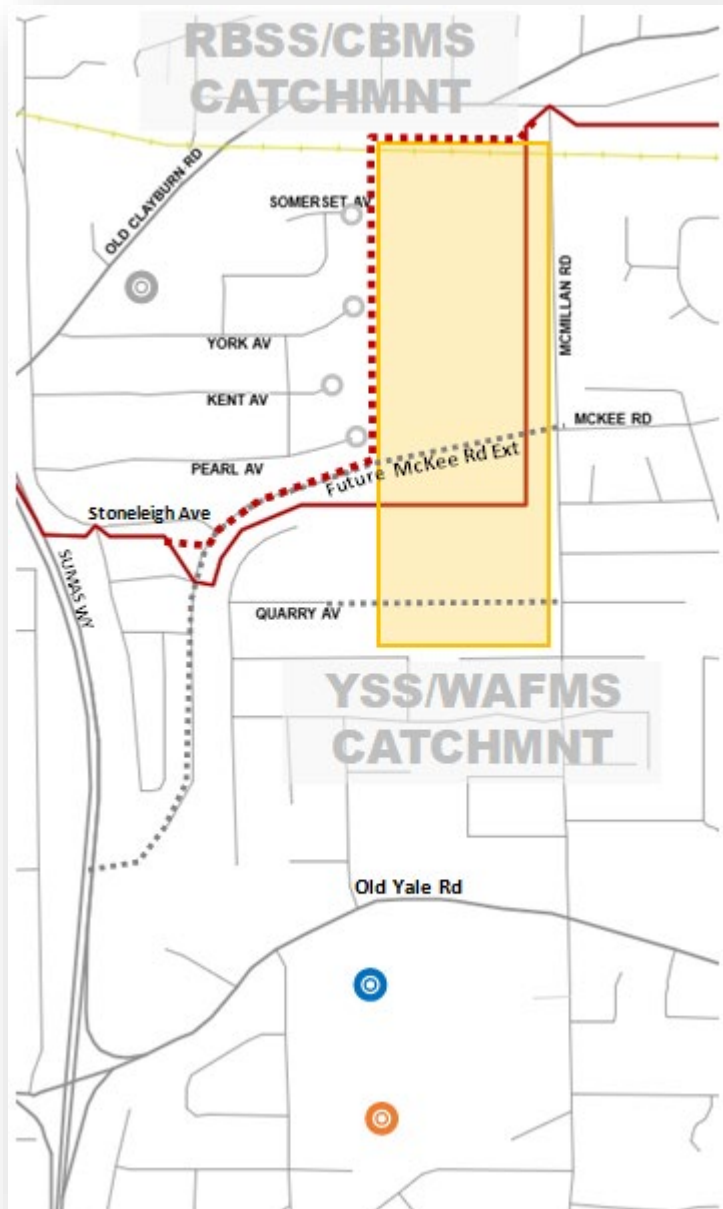 RBSS/CBMS
CATCHMNT
OLD CLAYBURN RD
SOMERSET AV
MCMILLAN RD
YORK AV
KENT AV
MCKEE RD
PEARL AV
Future McKee Rd Ext
Stoneleigh Ave
SUMAS WY
QUARRY AV
YSS/WAFMS
CATCHMNT
Old Yale Rd